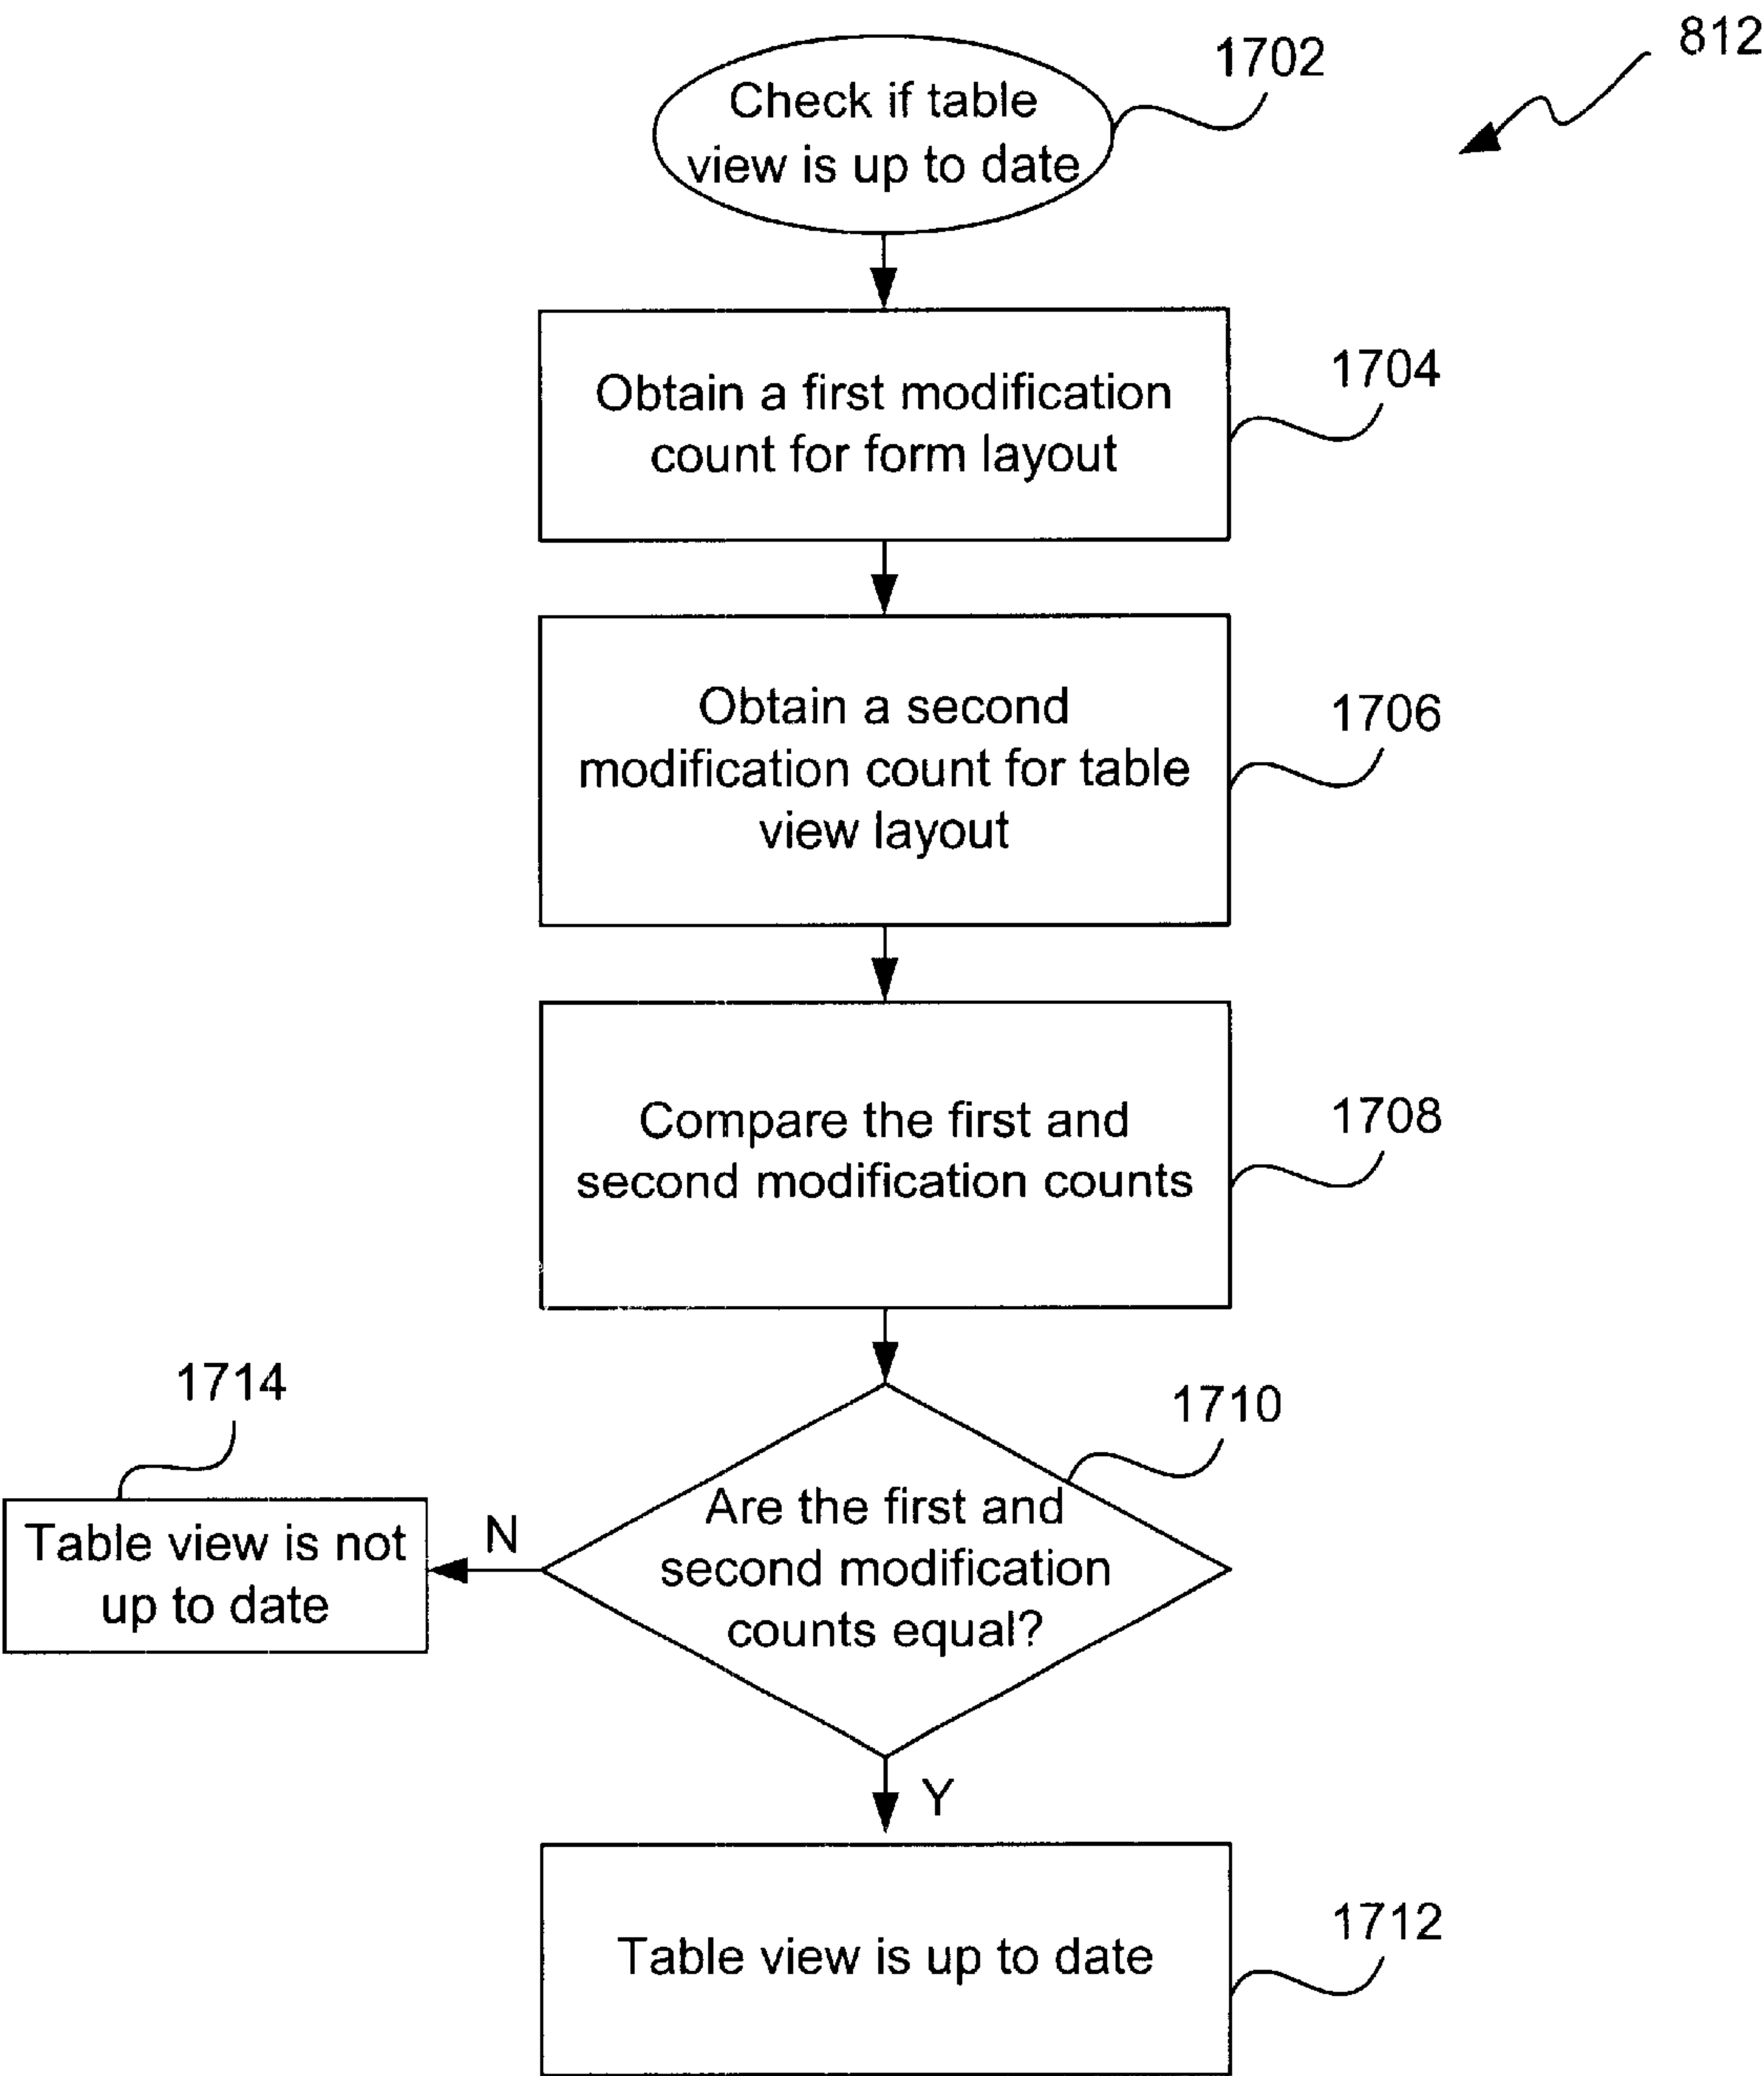 812
1702
Check if table
view is up to date
1704
Obtain a first modification
count for form layout
1706
Obtain a second
modification count for table
view layout
1708
Compare the first and
second modification counts
1714
1710
Are the first and
second modification
counts equal?
N
Table view is not
up to date
Y
1712
Table view is up to date